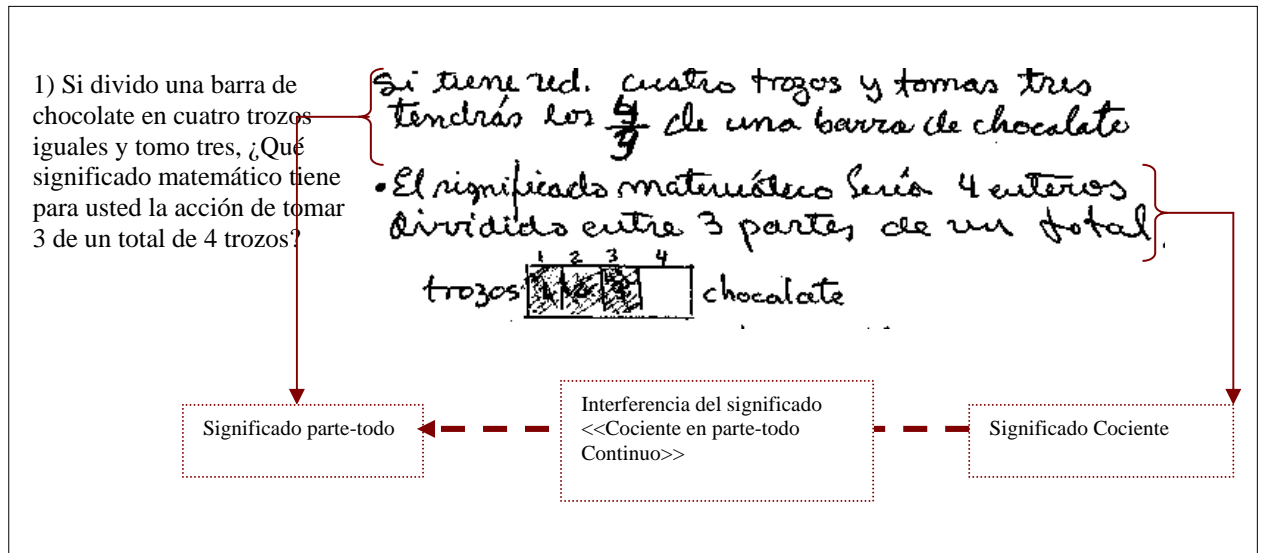 1) Si divido una barra de
chocolate en cuatro trozos
iguales y tomo tres, ¿Qué
significado matemático tiene
para usted la acción de tomar
3 de un total de 4 trozos?
Si tiene ud. cuatro trozos y tomas tres
tendrás los 4/3 de una barra de chocolate
• El significado matemático Sería 4 enteros
dividido entre 3 partes de un total.
1 2 3 4
trozos chocalate
Significado parte-todo
Interferencia del significado
<<Cociente en parte-todo
Continuo>>
Significado Cociente